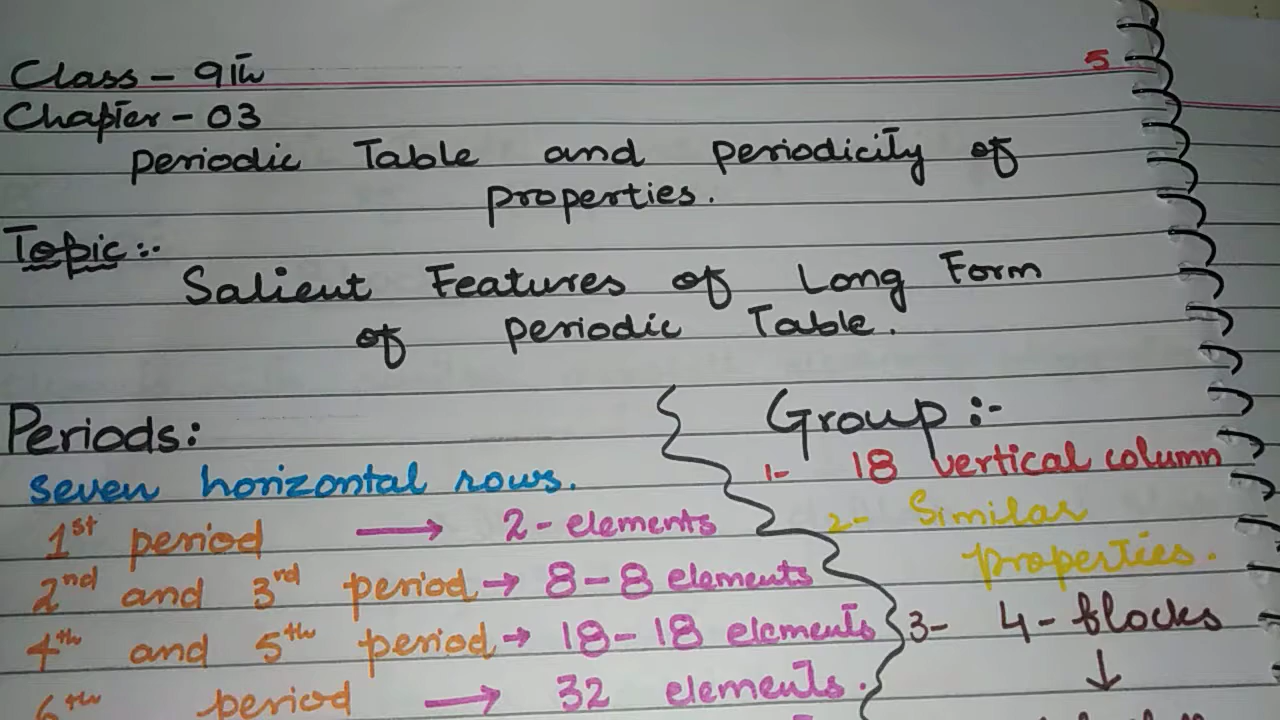 5
Class - 9th
Chapter - 03
Periodic Table and periodicity of
properties.
Topic :-
Salient Features of Long Form
of periodic Table.
Periods:
seven horizontal rows.
1st period → 2 - elements
2nd and 3rd period → 8 - 8 elements
4th and 5th period → 18 - 18 elements
6th period → 32 elements.
Group :-
1- 18 vertical column
2- Similar
properties.
3- 4 - blocks
↓